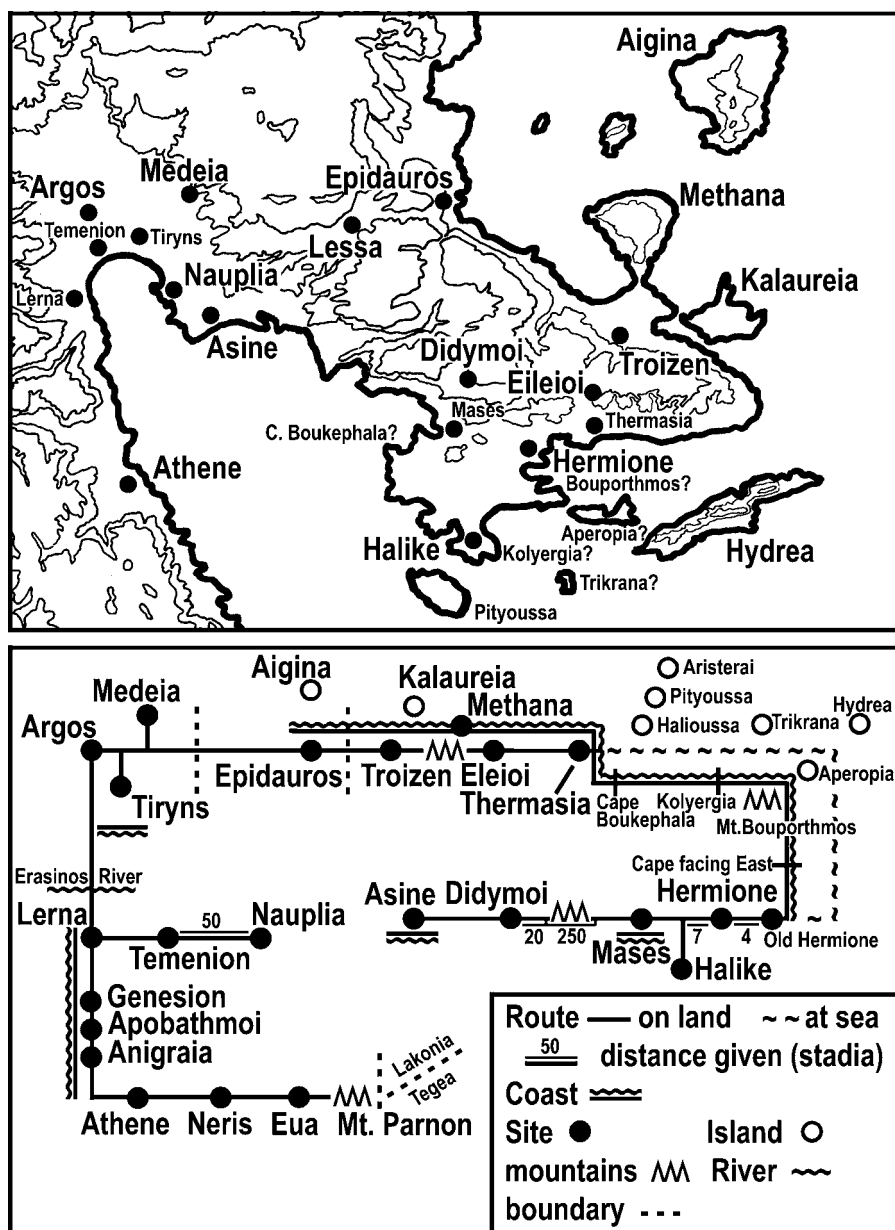 Aigina
Medeia
Argos
Epidauros
Methana
Temenion
Tiryns
Lessa
Nauplia
Kalaureia
Lerna
Asine
Troizen
Didymoi
Eileioi
Mases
Thermasia
C. Boukephala?
Hermione
Athene
Bouporthmos?
Aperopia?
Halike
Kolyergia?
Hydrea
Trikrana?
Pityoussa
Aigina
Aristerai
Medeia
Kalaureia
Pityoussa
Hydrea
Methana
Argos
Halioussa
Trikrana
Epidauros
Troizen Eleioi
Aperopia
Thermasia
Tiryns
Cape
Boukephala
Kolyergia
Mt.Bouporthmos
Cape facing East
Erasinos River
Asine Didymoi
Hermione
Lerna
50
Nauplia
Temenion
20 250
7
4
Old Hermione
Mases
Halike
Genesion
Apobathmoi
Anigraia
Lakonia
Tegea
Athene Neris Eua Mt. Parnon
Route on land at sea
50 distance given (stadia)
Coast
Site Island
mountains River
boundary